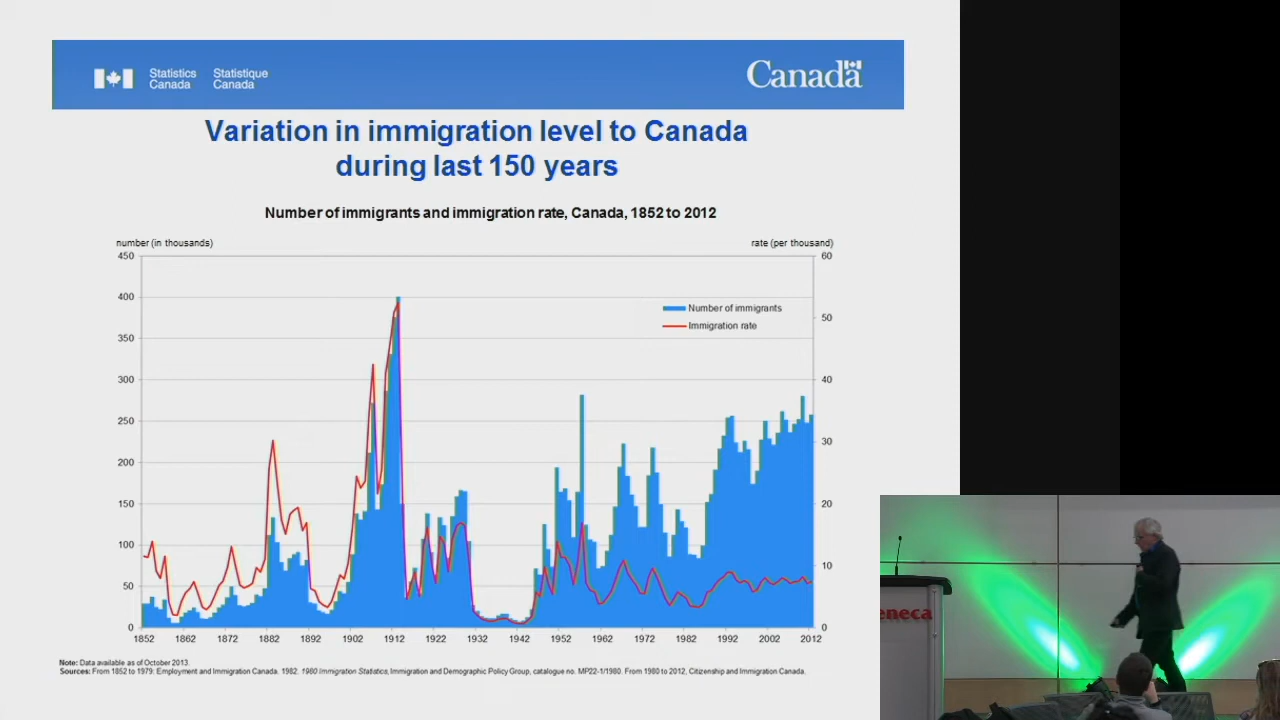 Statistics Statistique
Canada Canada
Canada
Variation in immigration level to Canada
during last 150 years
Number of immigrants and immigration rate, Canada, 1852 to 2012
number (in thousands) rate (per thousand)
450 60
400
350
300
250
200
150
100
50
0
50
40
30
20
10
0
Number of immigrants
Immigration rate
1852 1862 1872 1882 1892 1902 1912 1922 1932 1942 1952 1962 1972 1982 1992 2002 2012
Note: Data available as of October 2013.
Sources: From 1852 to 1979: Employment and Immigration Canada. 1982. 1980 Immigration Statistics, Immigration and Demographic Policy Group, catalogue no. MP22-1/1980. From 1980 to 2012, Citizenship and Immigration Canada.
eneca